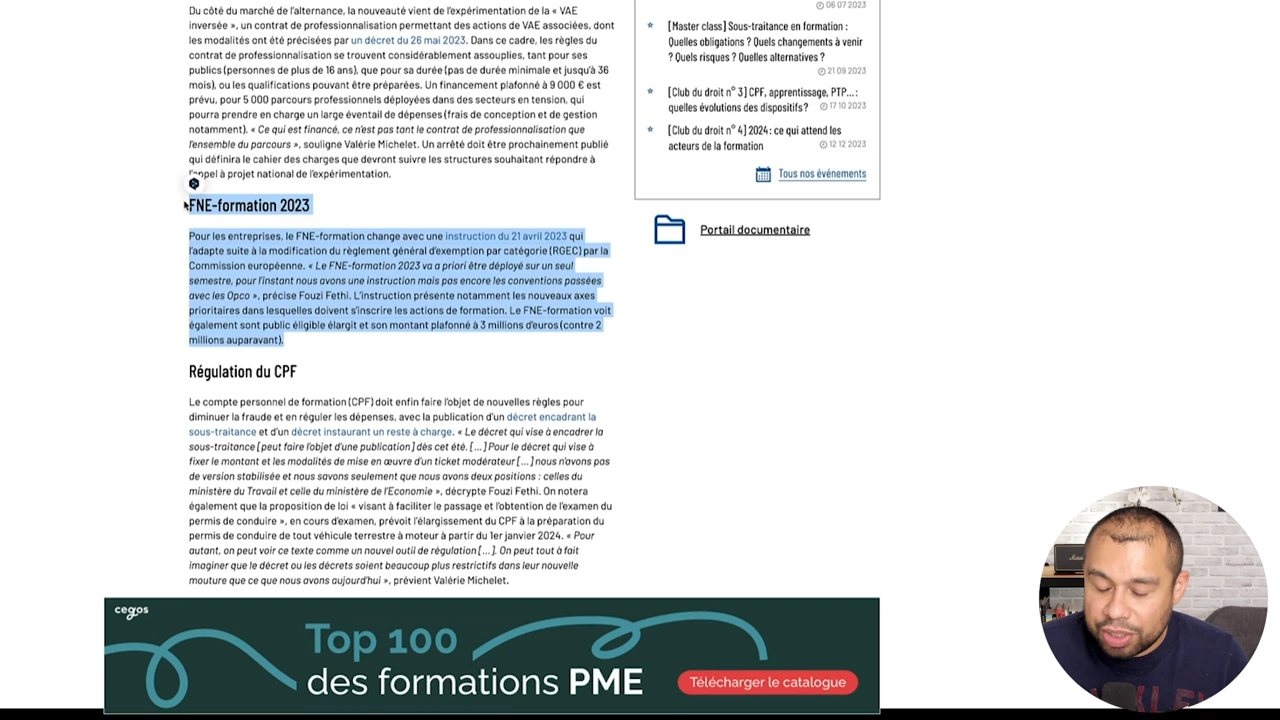 Du côté du marché de l'alternance, la nouveauté vient de l'expérimentation de la « VAE
inversée », un contrat de professionnalisation permettant des actions de VAE associées, dont
les modalités ont été précisées par un décret du 26 mai 2023. Dans ce cadre, les règles du
contrat de professionnalisation se trouvent considérablement assouplies, tant pour ses
publics (personnes de plus de 16 ans), que pour sa durée (pas de durée minimale et jusqu'à 36
mois), ou les qualifications pouvant être préparées. Un financement plafonné à 9 000 € est
prévu, pour 5 000 parcours professionnels déployées dans des secteurs en tension, qui
pourra prendre en charge un large éventail de dépenses (frais de conception et de gestion
notamment). « Ce qui est financé, ce n'est pas tant le contrat de professionnalisation que
l'ensemble du parcours », souligne Valérie Michelet. Un arrêté doit être prochainement publié
qui définira le cahier des charges que devront suivre les structures souhaitant répondre à
l'appel à projet national de l'expérimentation.
FNE-formation 2023
Pour les entreprises, le FNE-formation change avec une instruction du 21 avril 2023 qui
l'adapte suite à la modification du règlement général d'exemption par catégorie (RGEC) par la
Commission européenne. « Le FNE-formation 2023 va a priori être déployé sur un seul
semestre, pour l'instant nous avons une instruction mais pas encore les conventions passées
avec les Opco », précise Fouzi Fethi. L'instruction présente notamment les nouveaux axes
prioritaires dans lesquelles doivent s'inscrire les actions de formation. Le FNE-formation voit
également sont public éligible élargit et son montant plafonné à 3 millions d'euros (contre 2
millions auparavant).
Régulation du CPF
Le compte personnel de formation (CPF) doit enfin faire l'objet de nouvelles règles pour
diminuer la fraude et en réguler les dépenses, avec la publication d'un décret encadrant la
sous-traitance et d'un décret instaurant un reste à charge. « Le décret qui vise à encadrer la
sous-traitance [peut faire l'objet d'une publication] dès cet été. [...] Pour le décret qui vise à
fixer le montant et les modalités de mise en œuvre d'un ticket modérateur [...] nous n'avons pas
de version stabilisée et nous savons seulement que nous avons deux positions : celles du
ministère du Travail et celle du ministère de l'Economie », décrypte Fouzi Fethi. On notera
également que la proposition de loi « visant à faciliter le passage et l'obtention de l'examen du
permis de conduire », en cours d'examen, prévoit l'élargissement du CPF à la préparation du
permis de conduire de tout véhicule terrestre à moteur à partir du 1er janvier 2024. « Pour
autant, on peut voir ce texte comme un nouvel outil de régulation [...]. On peut tout à fait
imaginer que le décret ou les décrets soient beaucoup plus restrictifs dans leur nouvelle
mouture que ce que nous avons aujourd'hui », prévient Valérie Michelet.
06 07 2023
[Master class] Sous-traitance en formation :
Quelles obligations ? Quels changements à venir
? Quels risques ? Quelles alternatives ?
21 09 2023
[Club du droit n° 3] CPF, apprentissage, PTP... :
quelles évolutions des dispositifs? 17 10 2023
[Club du droit n° 4] 2024 : ce qui attend les
acteurs de la formation 12 12 2023
Tous nos événements
Portail documentaire
cegos
Top 100
des formations PME
Télécharger le catalogue